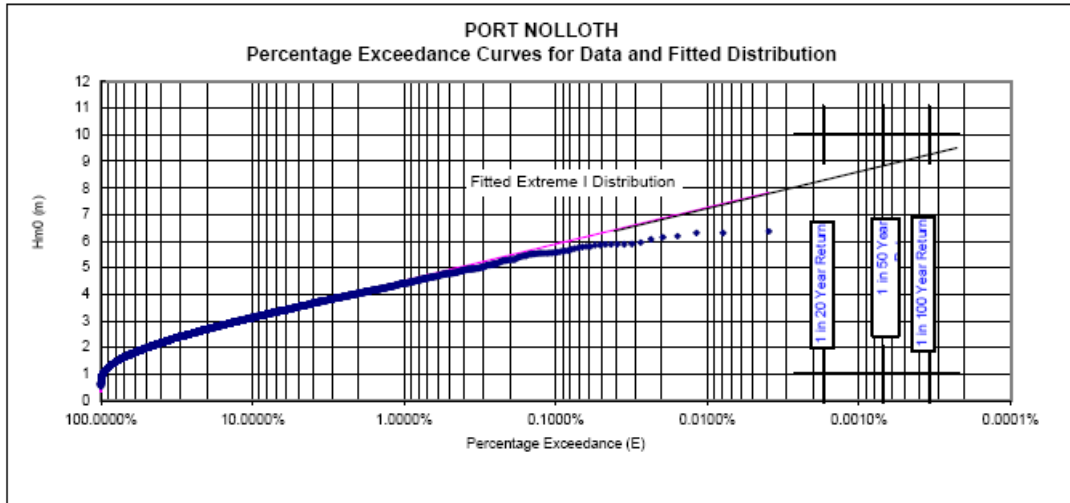 PORT NOLLOTH
Percentage Exceedance Curves for Data and Fitted Distribution
12
11
10
9
8
7
6
5
4
3
2
1
0
Hm0 (m)
Fitted Extreme I Distribution
1 in 20 Year Return
1 in 50 Year
1 in 100 Year Return
100.0000%
10.0000%
1.0000%
0.1000%
0.0100%
0.0010%
0.0001%
Percentage Exceedance (E)